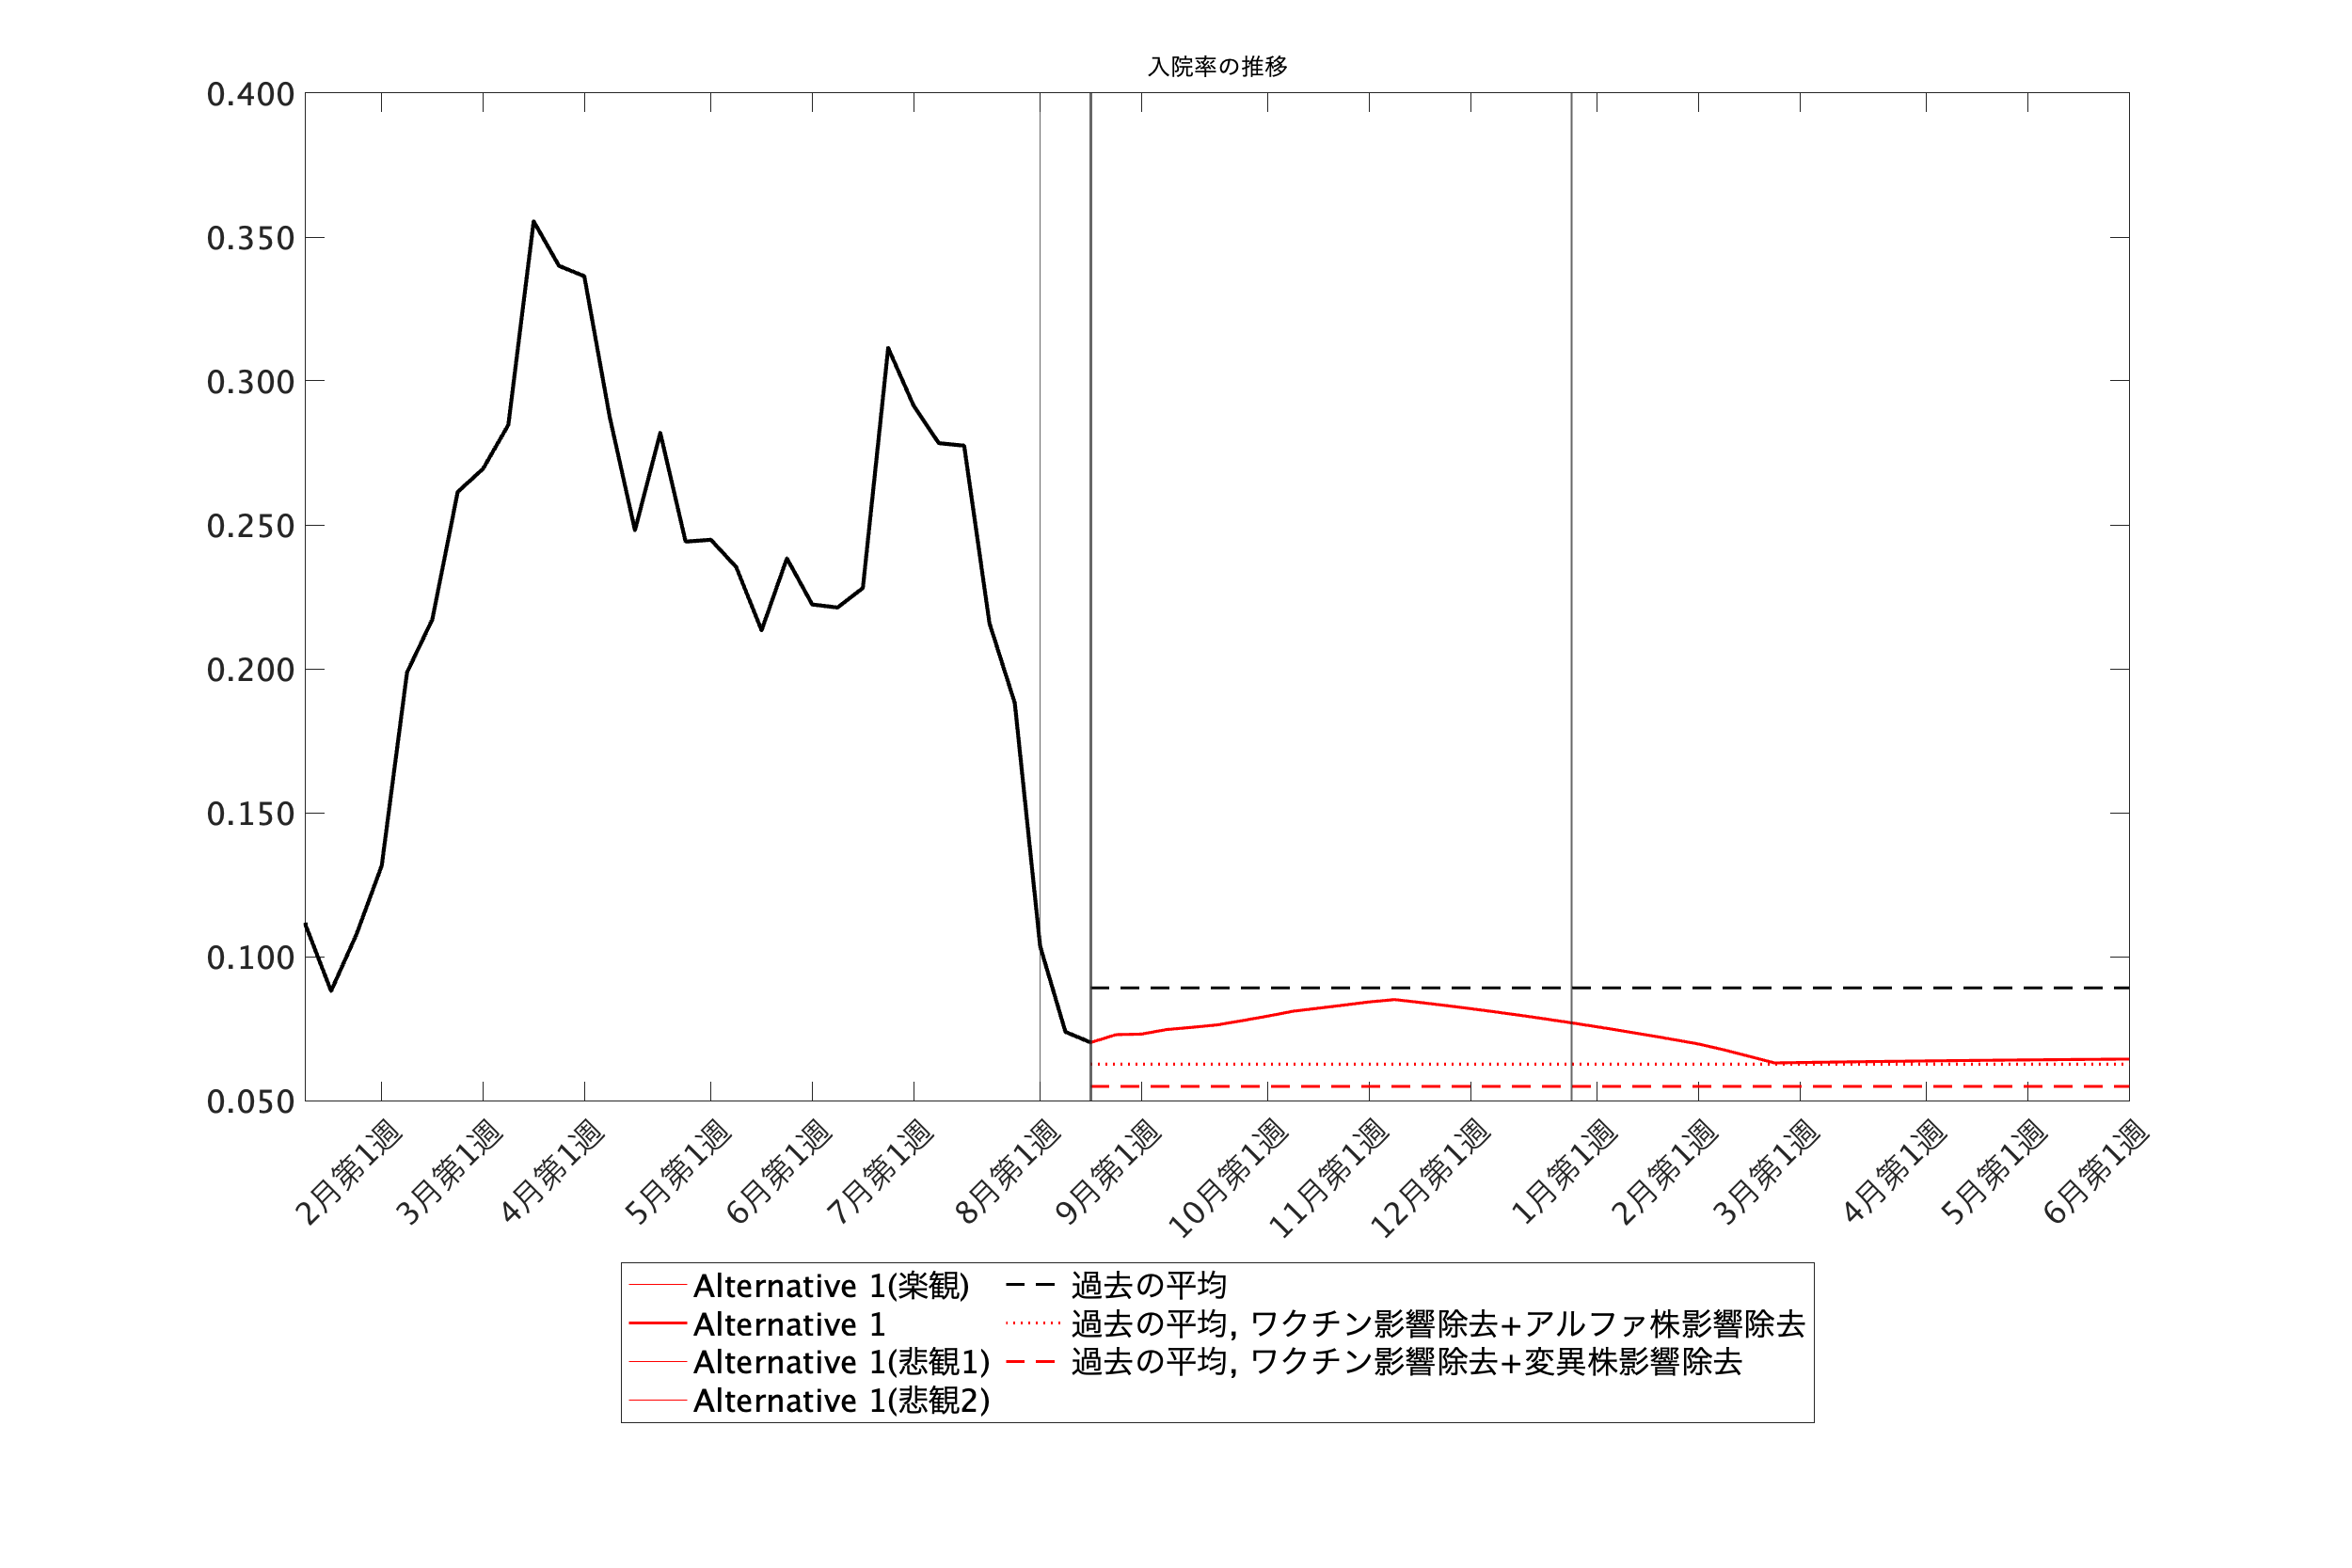 入院率の推移
0.400
0.350
0.300
0.250
0.200
0.150
0.100
0.050
2月第1週
3月第1週
4月第1週
5月第1週
6月第1週
7月第1週
8月第1週
9月第1週
10月第1週
11月第1週
12月第1週
1月第1週
2月第1週
3月第1週
4月第1週
5月第1週
6月第1週
Alternative 1(楽観)
Alternative 1
Alternative 1(悲観1)
Alternative 1(悲観2)
過去の平均
過去の平均, ワクチン影響除去+アルファ株影響除去
過去の平均, ワクチン影響除去+変異株影響除去